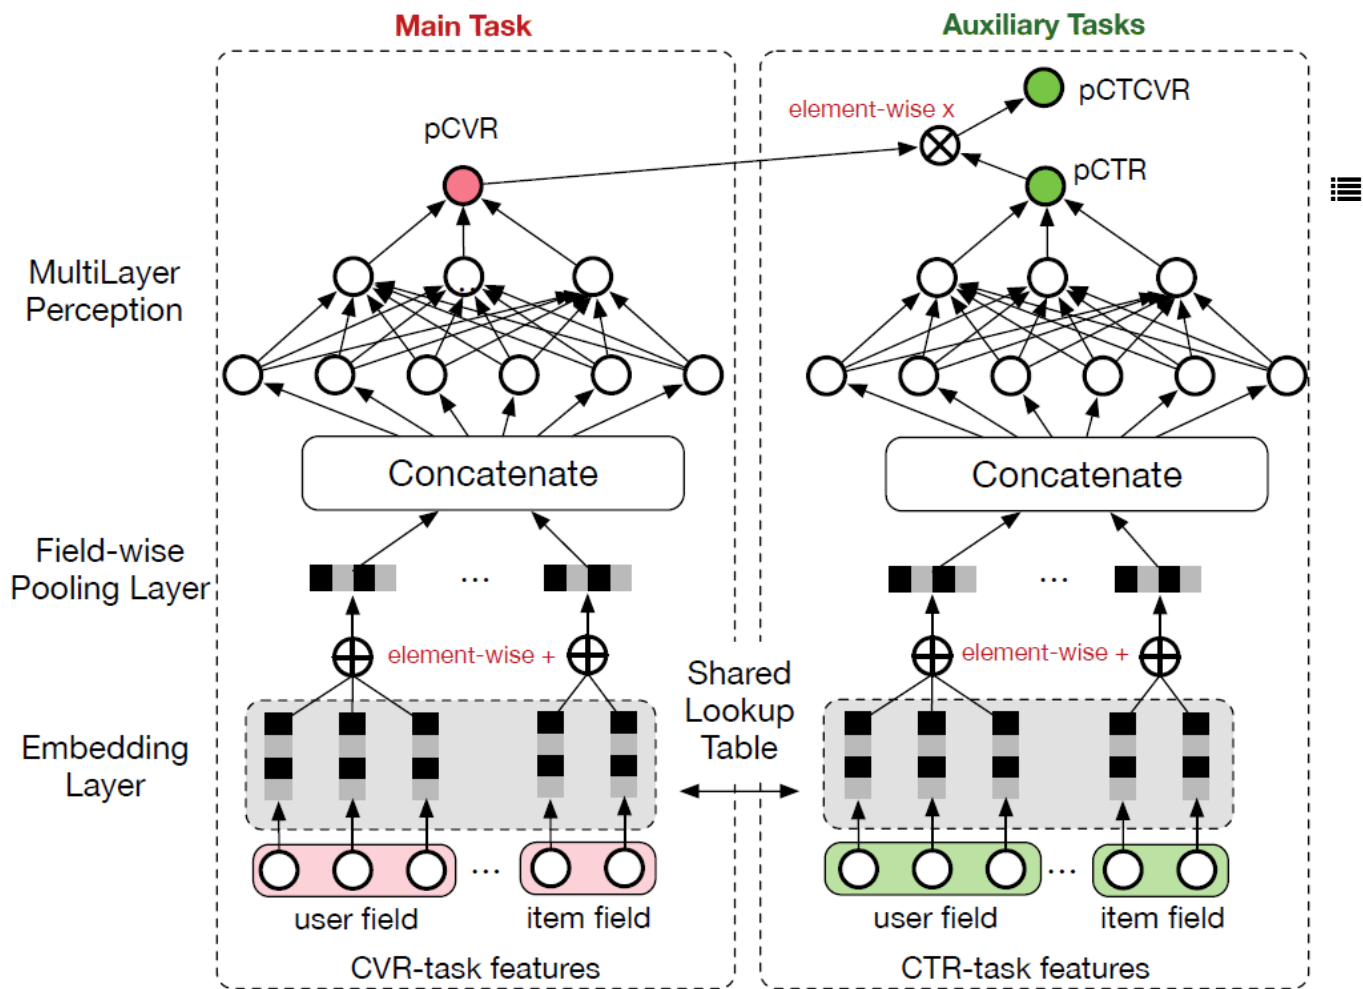 Main Task
Auxiliary Tasks
pCTCVR
element-wise x
pCVR
pCTR
MultiLayer
Perception
..
Concatenate
Concatenate
Field-wise
Pooling Layer
...
...
element-wise +
element-wise +
Shared
Lookup
Table
Embedding
Layer
...
...
user field
item field
user field
item field
CVR-task features
CTR-task features